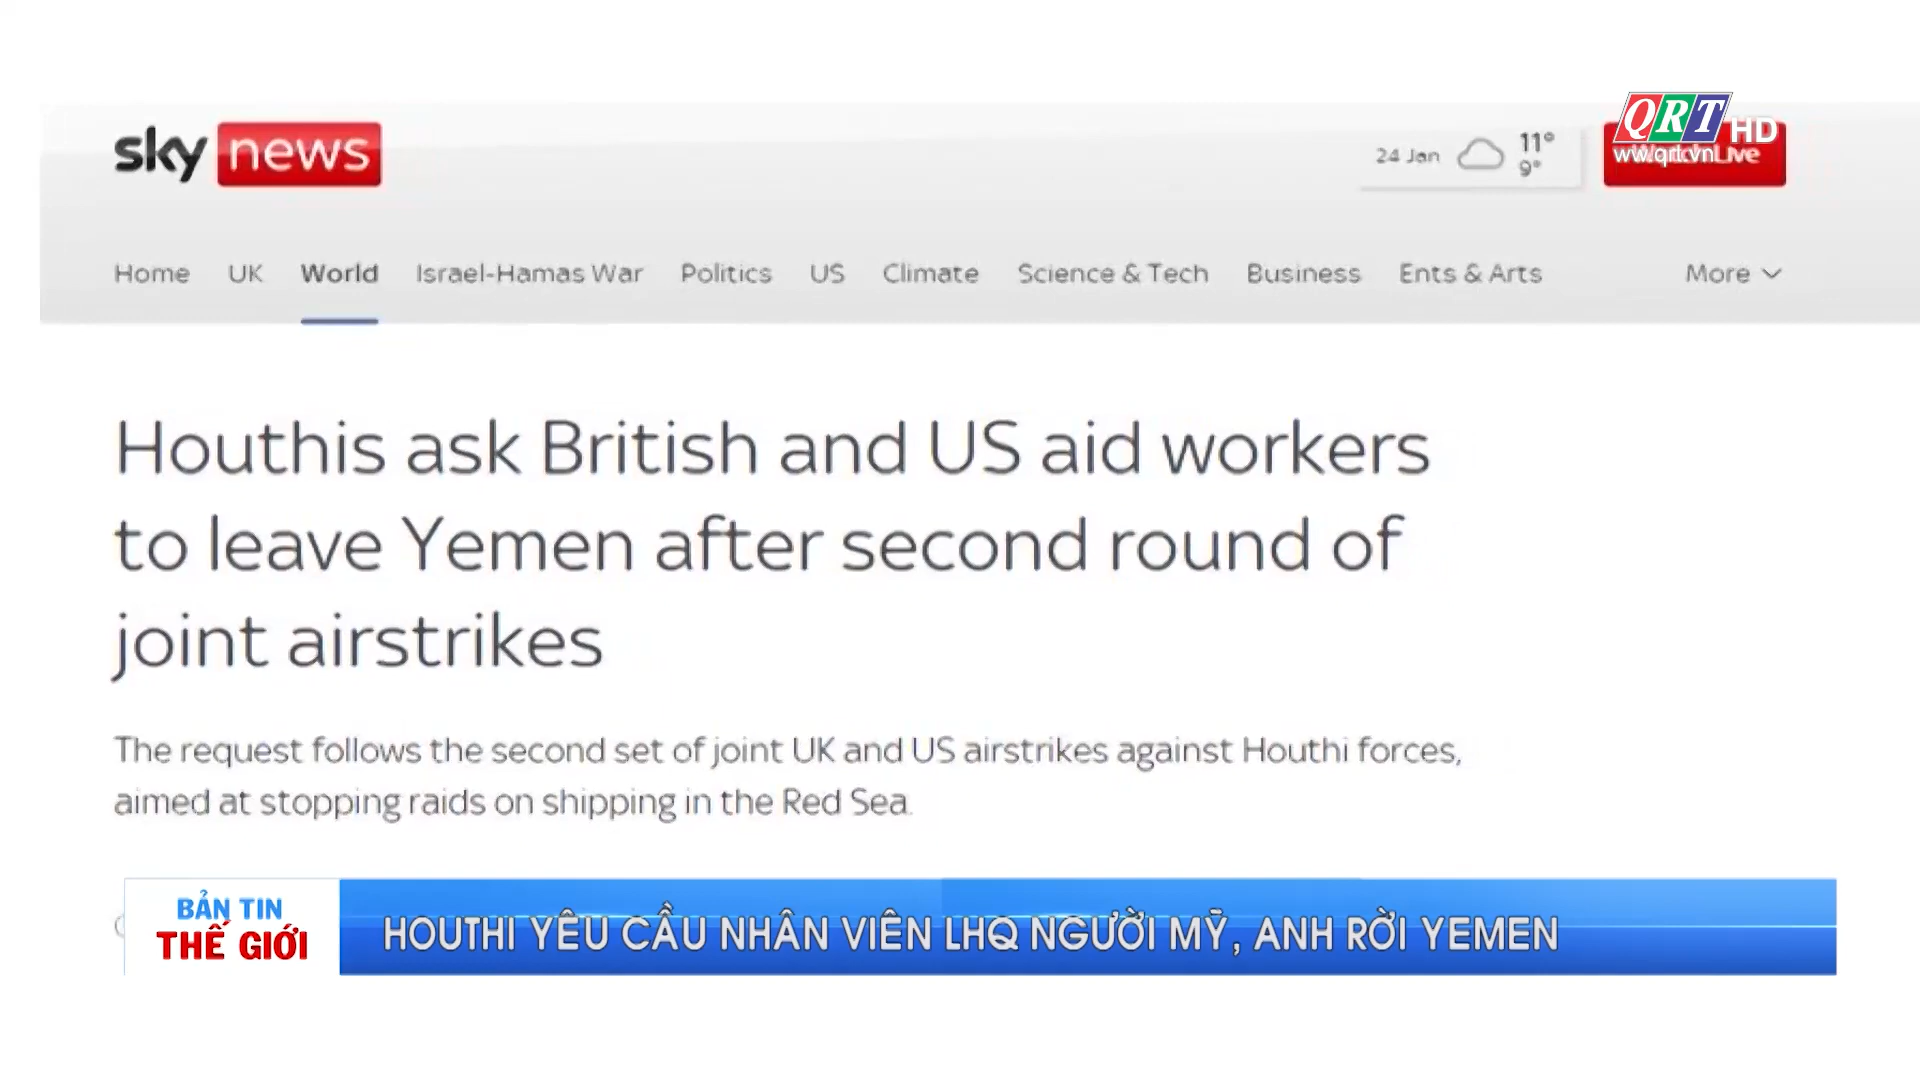 sky news
24 Jan
11°
9°
QRT HD
www.qrt.vn
Live
Home UK World Israel-Hamas War Politics US Climate Science & Tech Business Ents & Arts More
Houthis ask British and US aid workers
to leave Yemen after second round of
joint airstrikes
The request follows the second set of joint UK and US airstrikes against Houthi forces,
aimed at stopping raids on shipping in the Red Sea.
BẢN TIN
THẾ GIỚI
HOUTHI YÊU CẦU NHÂN VIÊN LHQ NGƯỜI MỸ, ANH RỜI YEMEN